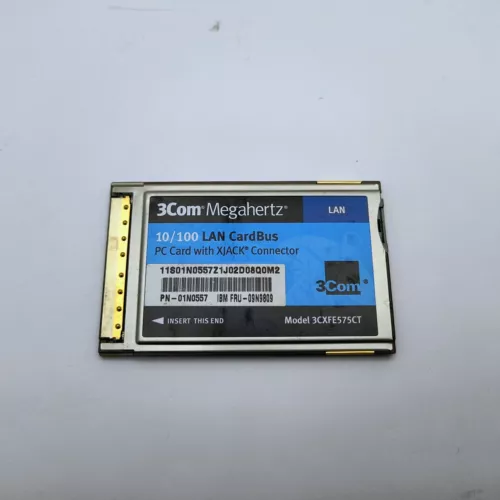 3Com® Megahertz® LAN
10/100 LAN CardBus
PC Card with XJACK® Connector
11S01N0557Z1J02D08Q0M2
PN-01N0557 IBM FRU-09N9809
3Com®
INSERT THIS END
Model 3CXFE575CT